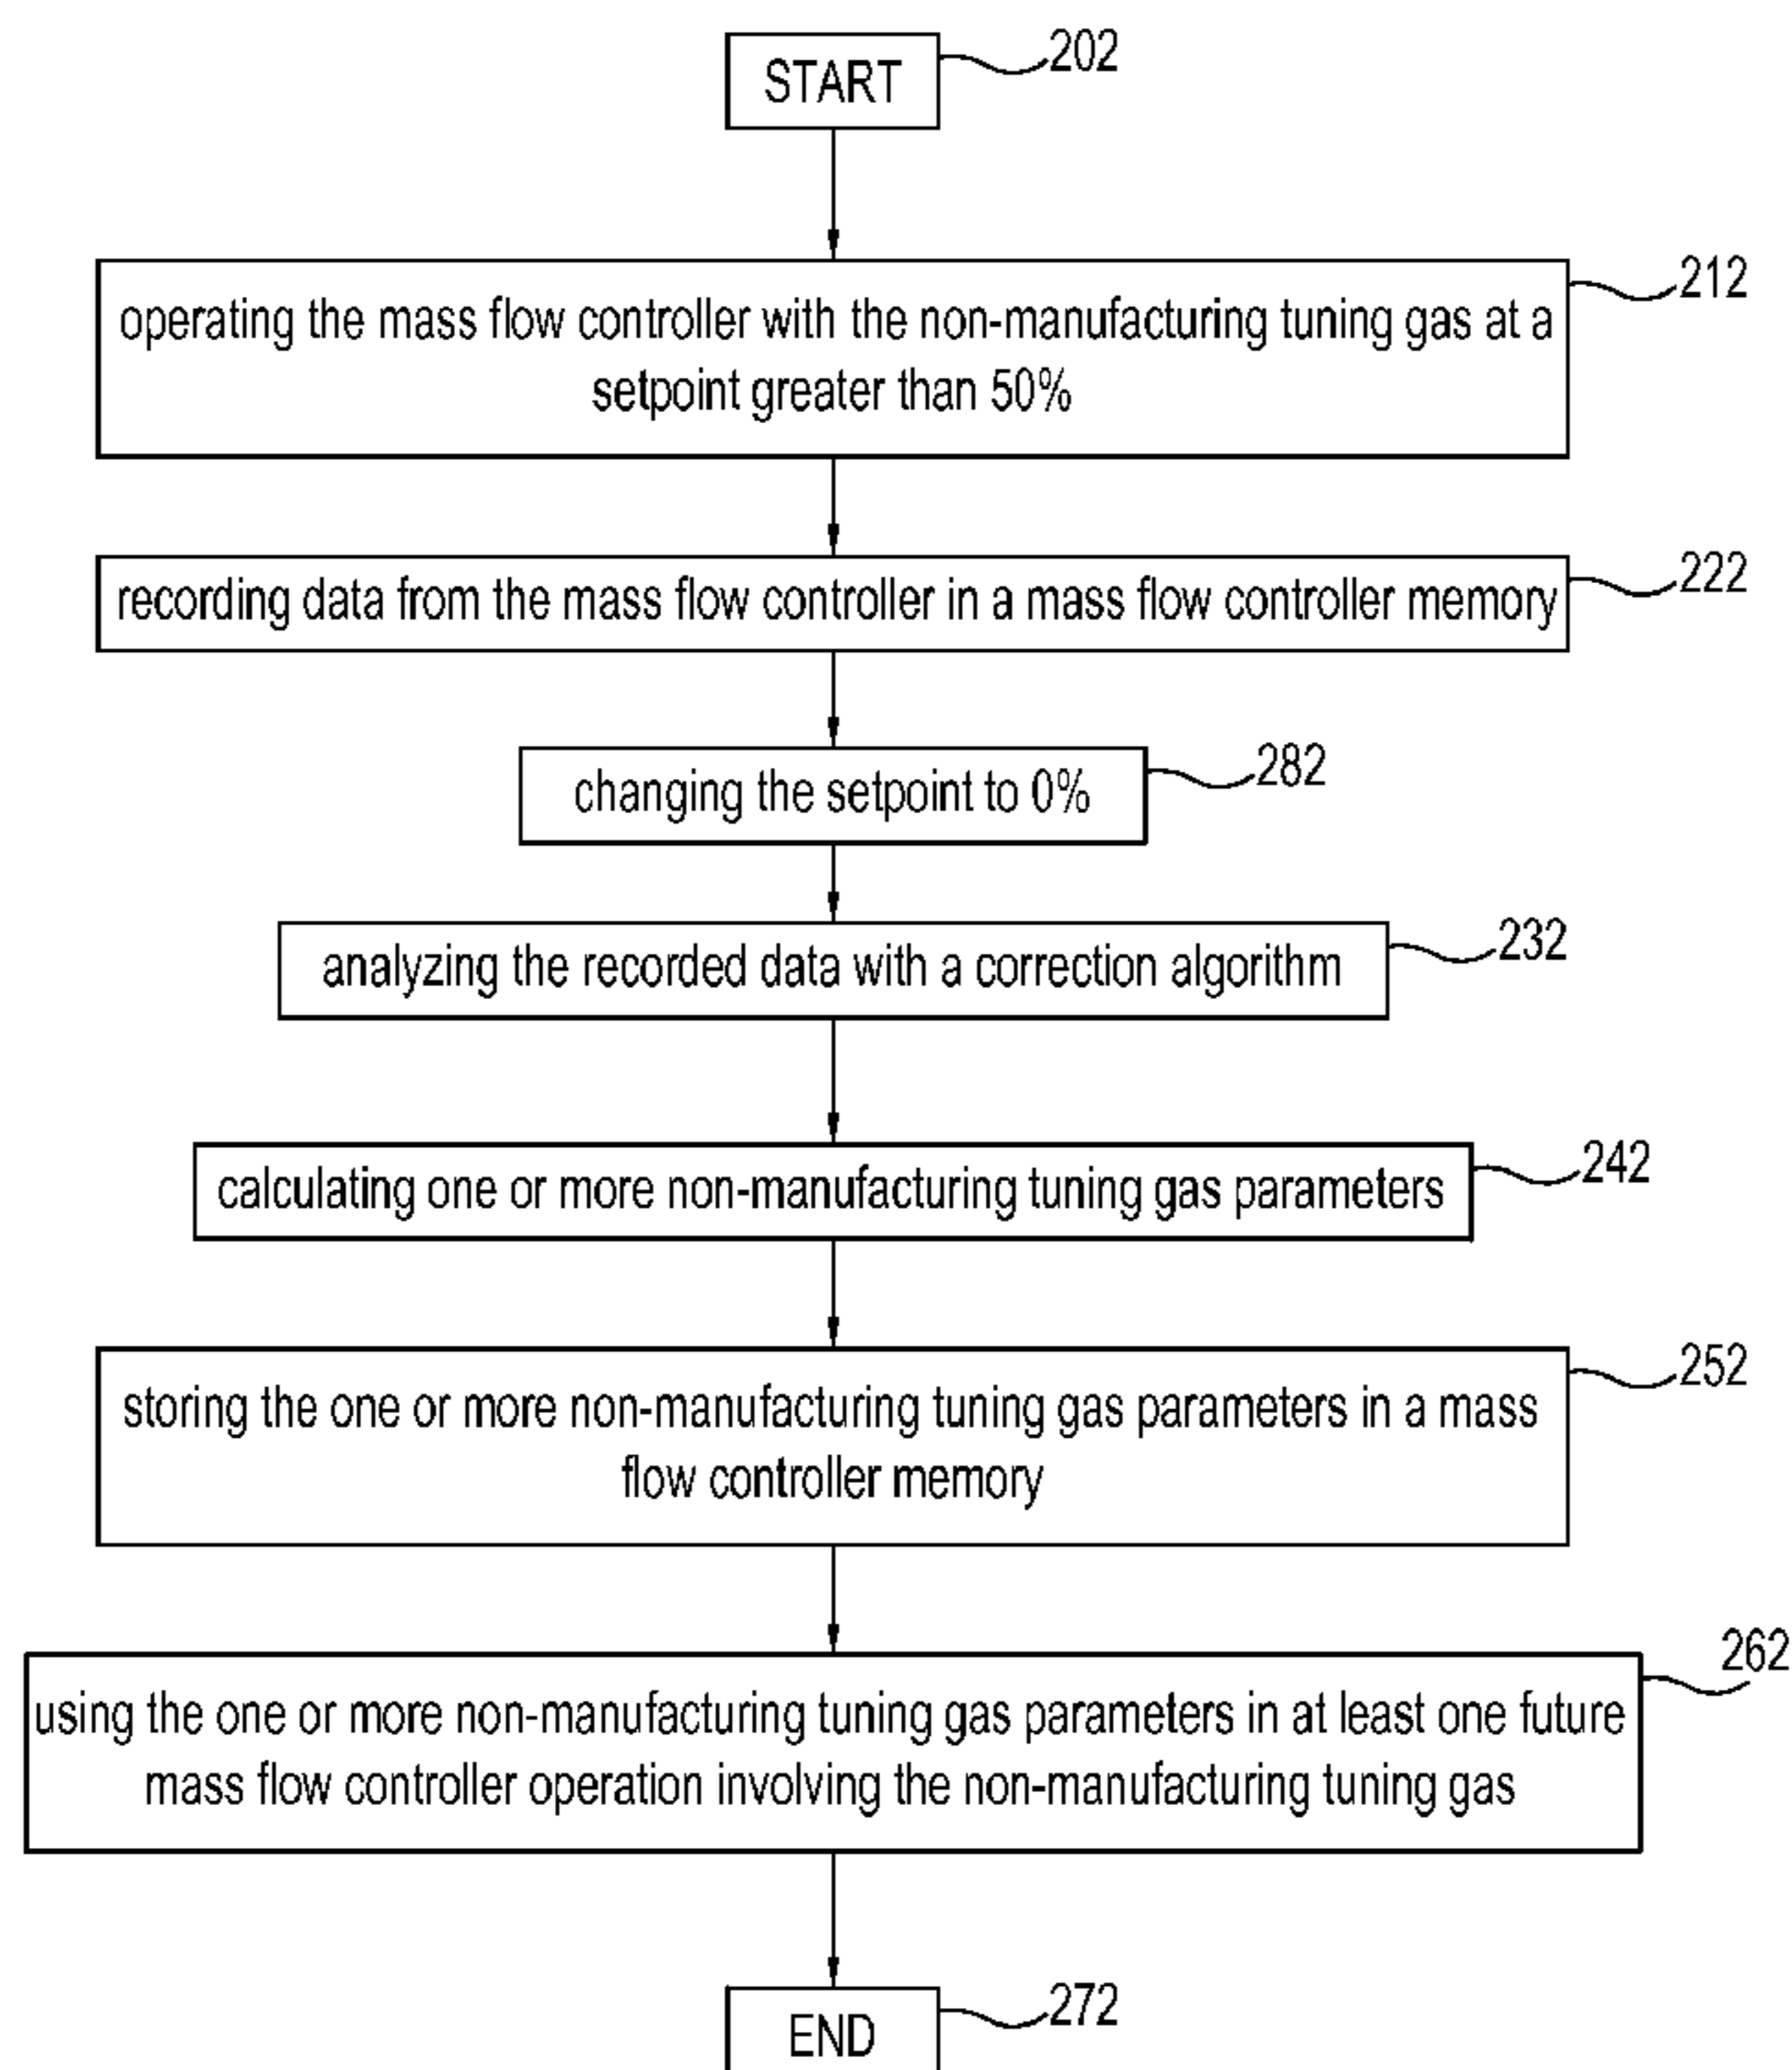 START
202
operating the mass flow controller with the non-manufacturing tuning gas at a
setpoint greater than 50%
212
recording data from the mass flow controller in a mass flow controller memory
222
changing the setpoint to 0%
282
analyzing the recorded data with a correction algorithm
232
calculating one or more non-manufacturing tuning gas parameters
242
storing the one or more non-manufacturing tuning gas parameters in a mass
flow controller memory
252
using the one or more non-manufacturing tuning gas parameters in at least one future
mass flow controller operation involving the non-manufacturing tuning gas
262
END
272